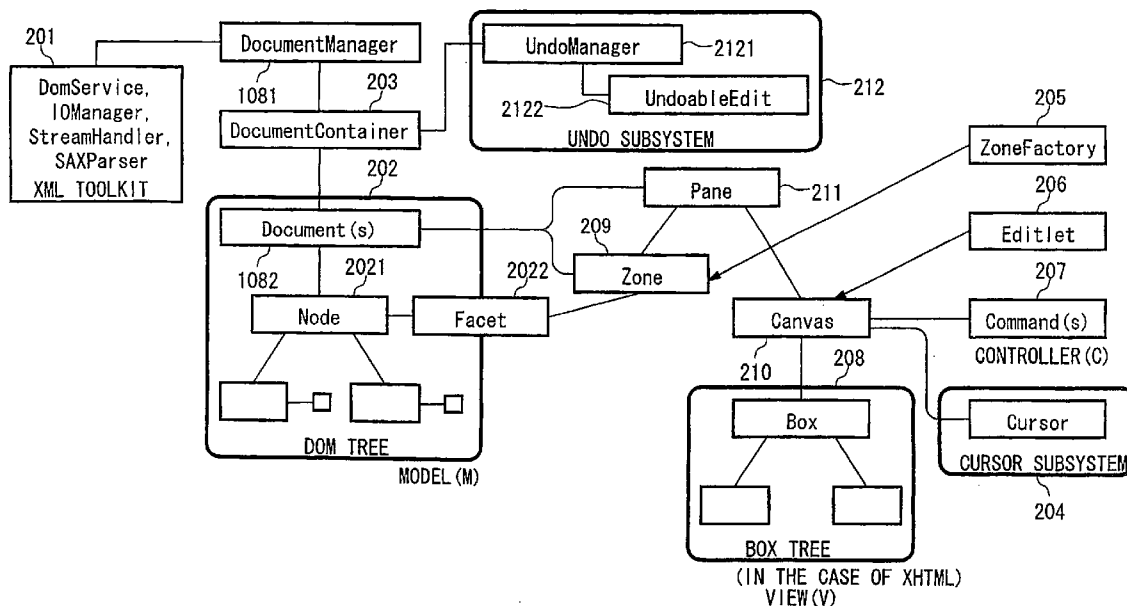 201
DomService,
IOManager,
StreamHandler,
SAXParser
XML TOOLKIT
DocumentManager
1081
203
DocumentContainer
202
UndoManager
2121
212
2122
UndoableEdit
UNDO SUBSYSTEM
205
ZoneFactory
Document(s)
1082
2021
Node
2022
Facet
DOM TREE
MODEL(M)
Pane
211
209
Zone
206
Editlet
207
Command(s)
CONTROLLER(C)
Canvas
210
208
Box
BOX TREE
(IN THE CASE OF XHTML)
VIEW(V)
Cursor
CURSOR SUBSYSTEM
204